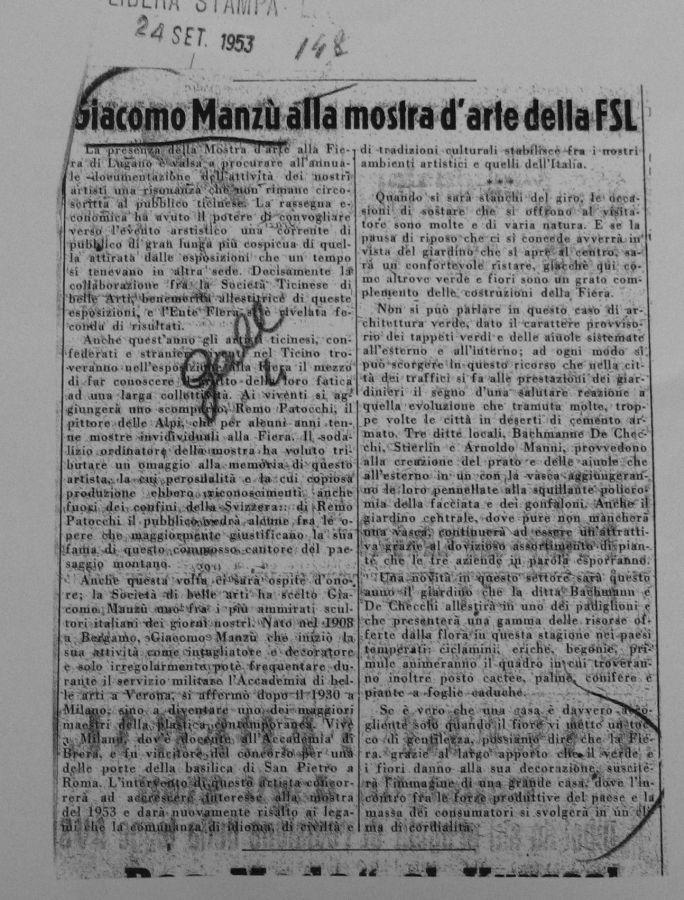 LIBERA STAMPA
24 SET. 1953
148
Giacomo Manzù alla mostra d'arte della FSL
La presenza della Mostra d'arte alla Fie-
ra di Lugano è valsa a procurare all'annua-
le documentazione dell'attività dei nostri
artisti una risonanza che non rimane circo-
scritta al pubblico ticinese. La rassegna e-
conomica ha avuto il potere di convogliare
verso l'evento arstistico una corrente di
pubblico di gran lunga più cospicua di quel-
la attirata dalle esposizioni che un tempo
si tenevano in altra sede. Decisamente la
collaborazione fra la Società Ticinese di
belle Arti, benemerita allestitrice di queste
esposizioni, e l'Ente Fiera si è rivelata fe-
conda di risultati.
Anche quest'anno gli artisti ticinesi, con-
federati e stranieri viventi nel Ticino tro-
veranno nell'esposizione alla Fiera il mezzo
di far conoscere il frutto della loro fatica
ad una larga collettività. Ai viventi si ag-
giungerà uno scomparso, Remo Patocchi, il
pittore delle Alpi, che per alcuni anni ten-
ne mostre invidividuali alla Fiera. Il soda-
lizio ordinatore della mostra ha voluto tri-
butare un omaggio alla memoria di questo
artista, la cui personalità e la cui copiosa
produzione ebbero riconoscimenti anche
fuogi dei confini della Svizzera: di Remo
Patocchi il pubblico vedrà alcune fra le o-
pere che maggiormente giustificano la sua
fama di questo commosso cantore del pae-
saggio montano.
Anche questa volta ci sarà ospite d'ono-
re; la Società di belle arti ha scelto Gia-
como Manzù uno fra i più ammirati scul-
tori italiani dei giorni nostri. Nato nel 1908
a Bergamo, Giacomo Manzù che iniziò la
sua attività come intagliatore e decoratore
e solo irregolarmente potè frequentare du-
rante il servizio militare l'Accademia di bel-
le arti a Verona, si affermò dopo il 1930 a
Milano, sino a diventare uno dei maggiori
maestri della plastica contemporanea. Vive
a Milano, dov'è docente all'Accademia di
Brera, e fu vincitore del concorso per una
delle porte della basilica di San Pietro a
Roma. L'intervento di questo artista concor-
rerà ad accrescere interesse alla mostra
del 1953 e darà nuovamente risalto ai lega-
mi che la comunanza di idioma, di civiltà e
di tradizioni culturali stabilisce fra i nostri
ambienti artistici e quelli dell'Italia.
***
Quando si sarà stanchi del giro, le occa-
sioni di sostare che si offrono al visita-
tore sono molte e di varia natura. E se la
pausa di riposo che ci si concede avverrà in
vista del giardino che si apre al centro, sa-
rà un confortevole ristare, giacchè qui co-
me altrove verde e fiori sono un grato com-
plemento delle costruzioni della Fiera.
Non si può parlare in questo caso di ar-
chitettura verde, dato il carattere provviso-
rio dei tappeti verdi e delle aiuole sistemate
all'esterno e all'interno; ad ogni modo si
può scorgere in questo ricorso che nella cit-
tà dei traffici si fa alle prestazioni dei giar-
dinieri il segno d'una salutare reazione a
quella evoluzione che tramuta molte, trop-
pe volte le città in deserti di cemento ar-
mato. Tre ditte locali, Bachmanne De Chec-
chi, Stierlin e Arnoldo Manni, provvedono
alla creazione del prato e delle aiuole che
all'esterno in un con la vasca aggiungeran-
no le loro pennellate alla squillante policro-
mia della facciata e dei gonfaloni. Anche il
giardino centrale, dove pure non mancherà
una vasca, continuerà ad essere un'attratti-
va grazie al dovizioso assortimento di pian-
te che le tre aziende in parola esporranno.
Una novità in questo settore sarà questo
anno il giardino che la ditta Bachmann e
De Checchi allestirà in uno dei padiglioni e
che presenterà una gamma delle risorse of-
ferte dalla flora in questa stagione nei paesi
temperati: ciclamini, eriche, begonie, pri-
mule animeranno il quadro in cui troveran-
no inoltre posto cactee, palme, conifere e
piante a foglie caduche.
Se è vero che una casa è davvero acco-
gliente solo quando il fiore vi mette un toc-
co di gentilezza, possiamo dire che la Fie-
ra, grazie al largo apporto che il verde e
i fiori danno alla sua decorazione, susciterà
l'immagine di una grande casa, dove l'in-
contro fra le forze produttive del paese e la
massa dei consumatori si svolgerà in un cli-
ma di cordialità.